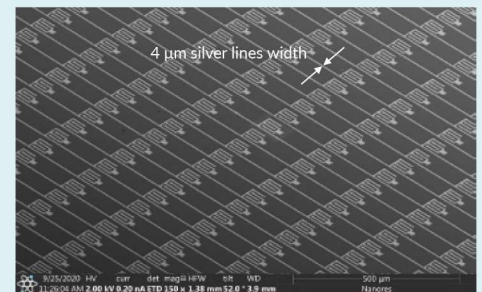 4 µm silver lines width
9/25/2020 HV curr det mag HFW tilt WD 500 µm
11:26:04 AM 2.00 kV 0.20 nA ETD 150 x 1.38 mm 52.0 ° 3.9 mm Nanores